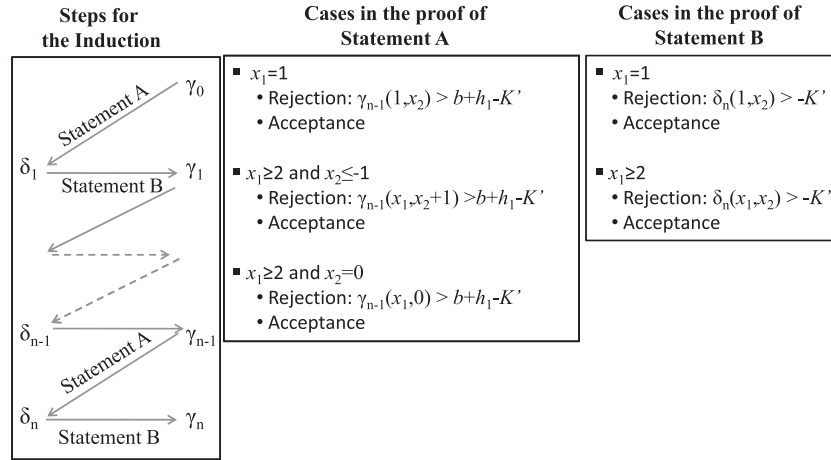 Steps for
the Induction
γ0
Statement A
δ1
γ1
Statement B
δn-1
γn-1
Statement A
δn
γn
Statement B
Cases in the proof of
Statement A
▪ x1=1
• Rejection: γn-1(1,x2) > b+h1-K’
• Acceptance
▪ x1≥2 and x2≤-1
• Rejection: γn-1(x1,x2+1) >b+h1-K’
• Acceptance
▪ x1≥2 and x2=0
• Rejection: γn-1(x1,0) > b+h1-K’
• Acceptance
Cases in the proof of
Statement B
▪ x1=1
• Rejection: δn(1,x2) > -K’
• Acceptance
▪ x1≥2
• Rejection: δn(x1,x2) > -K’
• Acceptance